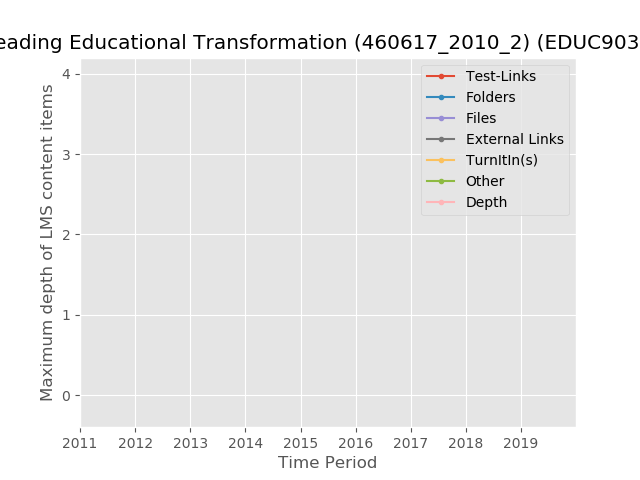 eading Educational Transformation (460617_2010_2) (EDUC903
4
3
2
1
0
Maximum depth of LMS content items
Test-Links
Folders
Files
External Links
TurnItIn(s)
Other
Depth
2011 2012 2013 2014 2015 2016 2017 2018 2019
Time Period